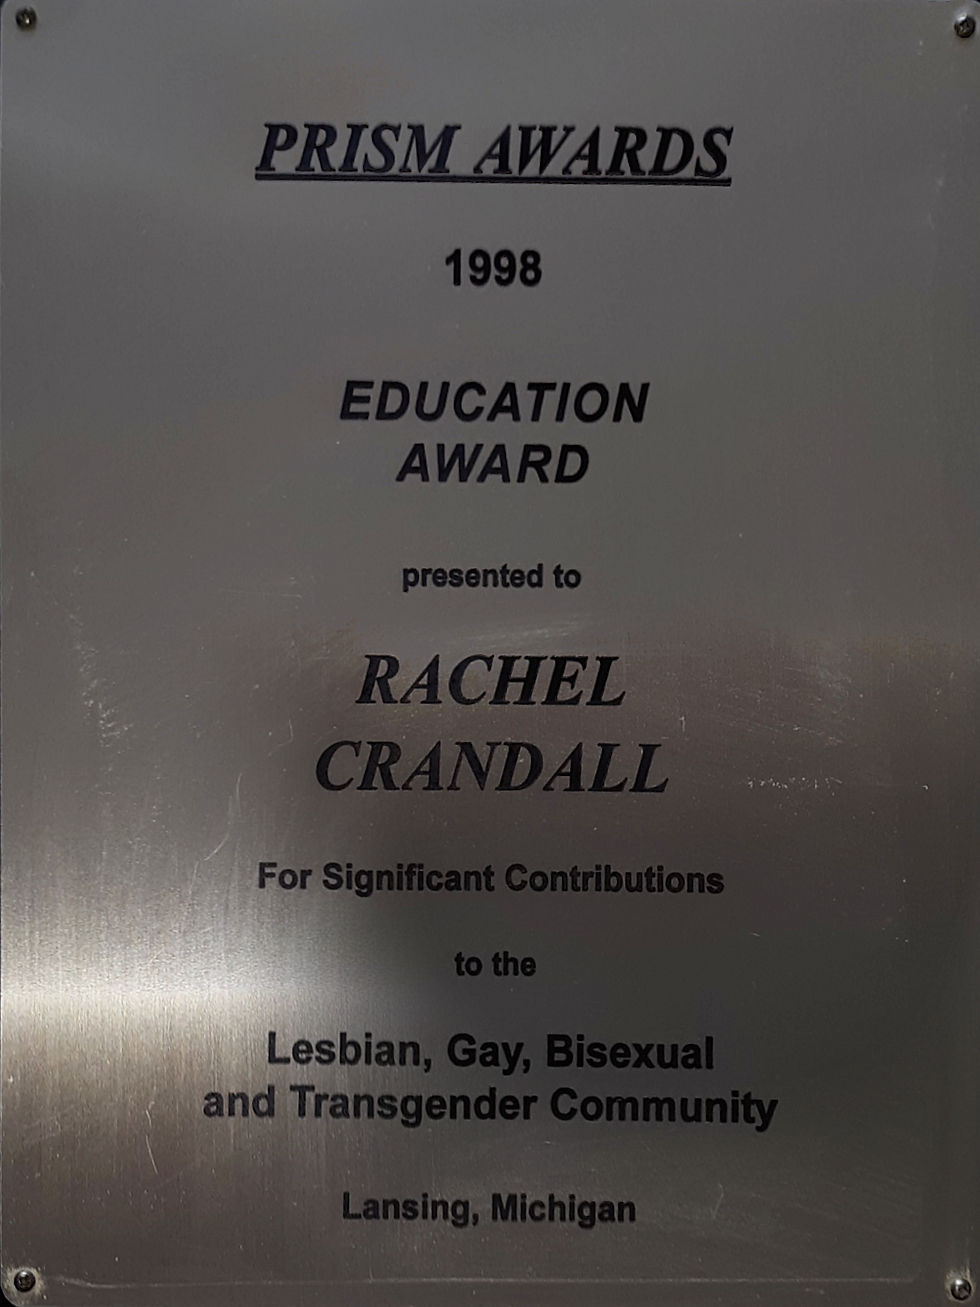 PRISM AWARDS
1998
EDUCATION
AWARD
presented to
RACHEL
CRANDALL
For Significant Contributions
to the
Lesbian, Gay, Bisexual
and Transgender Community
Lansing, Michigan